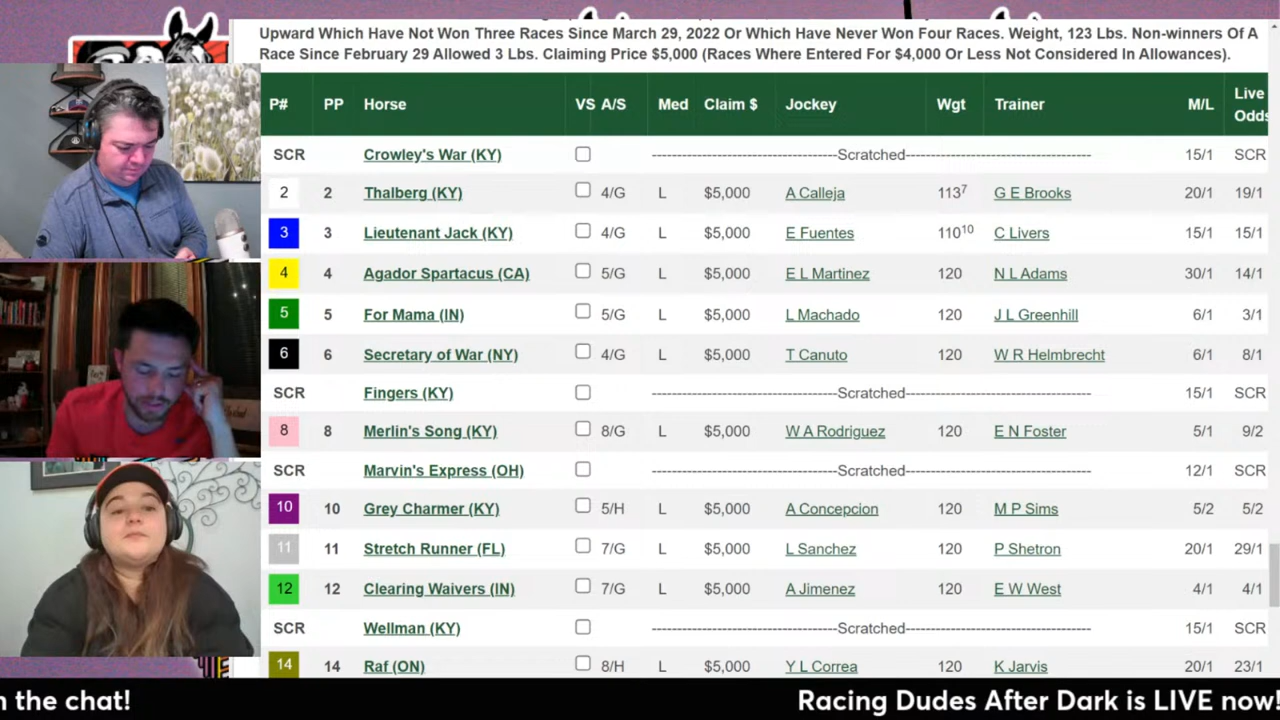 Upward Which Have Not Won Three Races Since March 29, 2022 Or Which Have Never Won Four Races. Weight, 123 Lbs. Non-winners Of A
Race Since February 29 Allowed 3 Lbs. Claiming Price $5,000 (Races Where Entered For $4,000 Or Less Not Considered In Allowances).
P# PP Horse VS A/S Med Claim $ Jockey Wgt Trainer M/L Live Odds
SCR Crowley's War (KY) ------------------------------------Scratched------------------------------------ 15/1 SCR
2 2 Thalberg (KY) 4/G L $5,000 A Calleja 113⁷ G E Brooks 20/1 19/1
3 3 Lieutenant Jack (KY) 4/G L $5,000 E Fuentes 110¹⁰ C Livers 15/1 15/1
4 4 Agador Spartacus (CA) 5/G L $5,000 E L Martinez 120 N L Adams 30/1 14/1
5 5 For Mama (IN) 5/G L $5,000 L Machado 120 J L Greenhill 6/1 3/1
6 6 Secretary of War (NY) 4/G L $5,000 T Canuto 120 W R Helmbrecht 6/1 8/1
SCR Fingers (KY) ------------------------------------Scratched------------------------------------ 15/1 SCR
8 8 Merlin's Song (KY) 8/G L $5,000 W A Rodriguez 120 E N Foster 5/1 9/2
SCR Marvin's Express (OH) ------------------------------------Scratched------------------------------------ 12/1 SCR
10 10 Grey Charmer (KY) 5/H L $5,000 A Concepcion 120 M P Sims 5/2 5/2
11 11 Stretch Runner (FL) 7/G L $5,000 L Sanchez 120 P Shetron 20/1 29/1
12 12 Clearing Waivers (IN) 7/G L $5,000 A Jimenez 120 E W West 4/1 4/1
SCR Wellman (KY) ------------------------------------Scratched------------------------------------ 15/1 SCR
14 14 Raf (ON) 8/H L $5,000 Y L Correa 120 K Jarvis 20/1 23/1
n the chat! Racing Dudes After Dark is LIVE now!